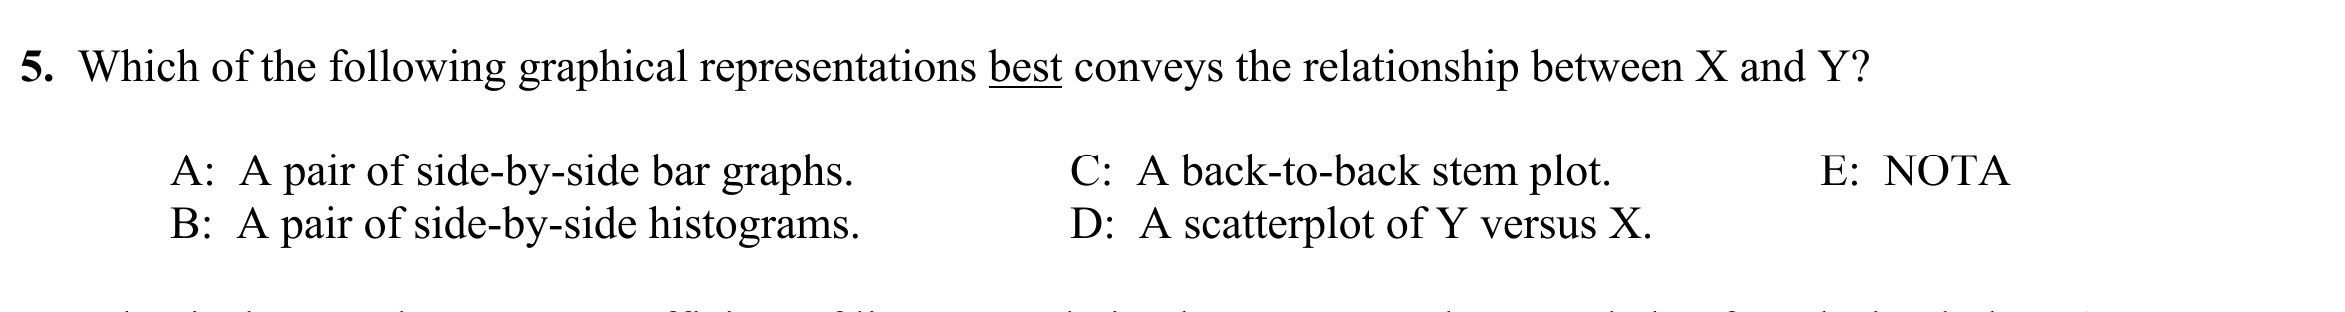 5. Which of the following graphical representations best conveys the relationship between X and Y?
A: A pair of side-by-side bar graphs. C: A back-to-back stem plot. E: NOTA
B: A pair of side-by-side histograms. D: A scatterplot of Y versus X.